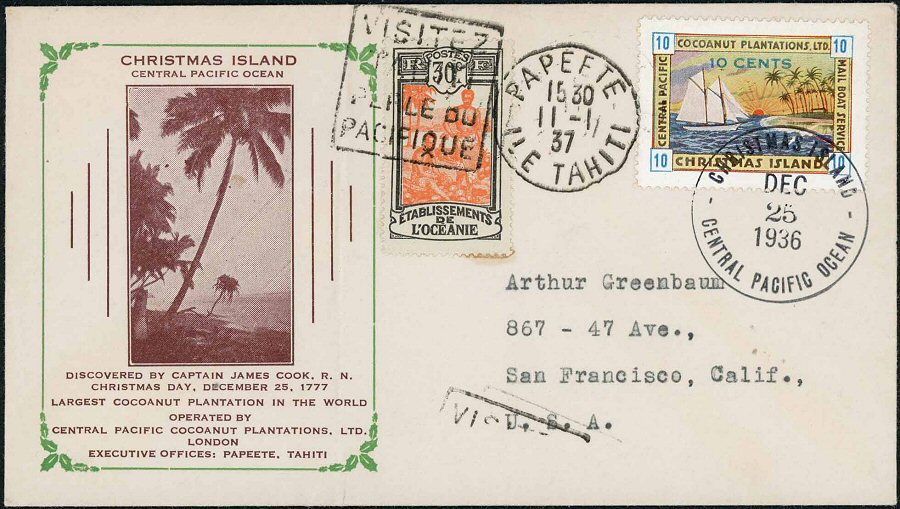 CHRISTMAS ISLAND
CENTRAL PACIFIC OCEAN
DISCOVERED BY CAPTAIN JAMES COOK, R. N.
CHRISTMAS DAY, DECEMBER 25, 1777
LARGEST COCOANUT PLANTATION IN THE WORLD
OPERATED BY
CENTRAL PACIFIC COCOANUT PLANTATIONS, LTD.
LONDON
EXECUTIVE OFFICES: PAPEETE, TAHITI
VISITEZ
PERLE DU
PACIFIQUE
POSTES
30c
ETABLISSEMENTS
DE
L'OCEANIE
PAPEETE
1530
11-1
37
ILE TAHITI
10 COCOANUT PLANTATIONS, LTD. 10
10 CENTS
CENTRAL PACIFIC
MAIL BOAT SERVICE
10 CHRISTMAS ISLAND 10
- CHRISTMAS ISLAND -
DEC
25
1936
CENTRAL PACIFIC OCEAN
Arthur Greenbaum
867 - 47 Ave.,
San Francisco, Calif.,
U. S. A.
VIS